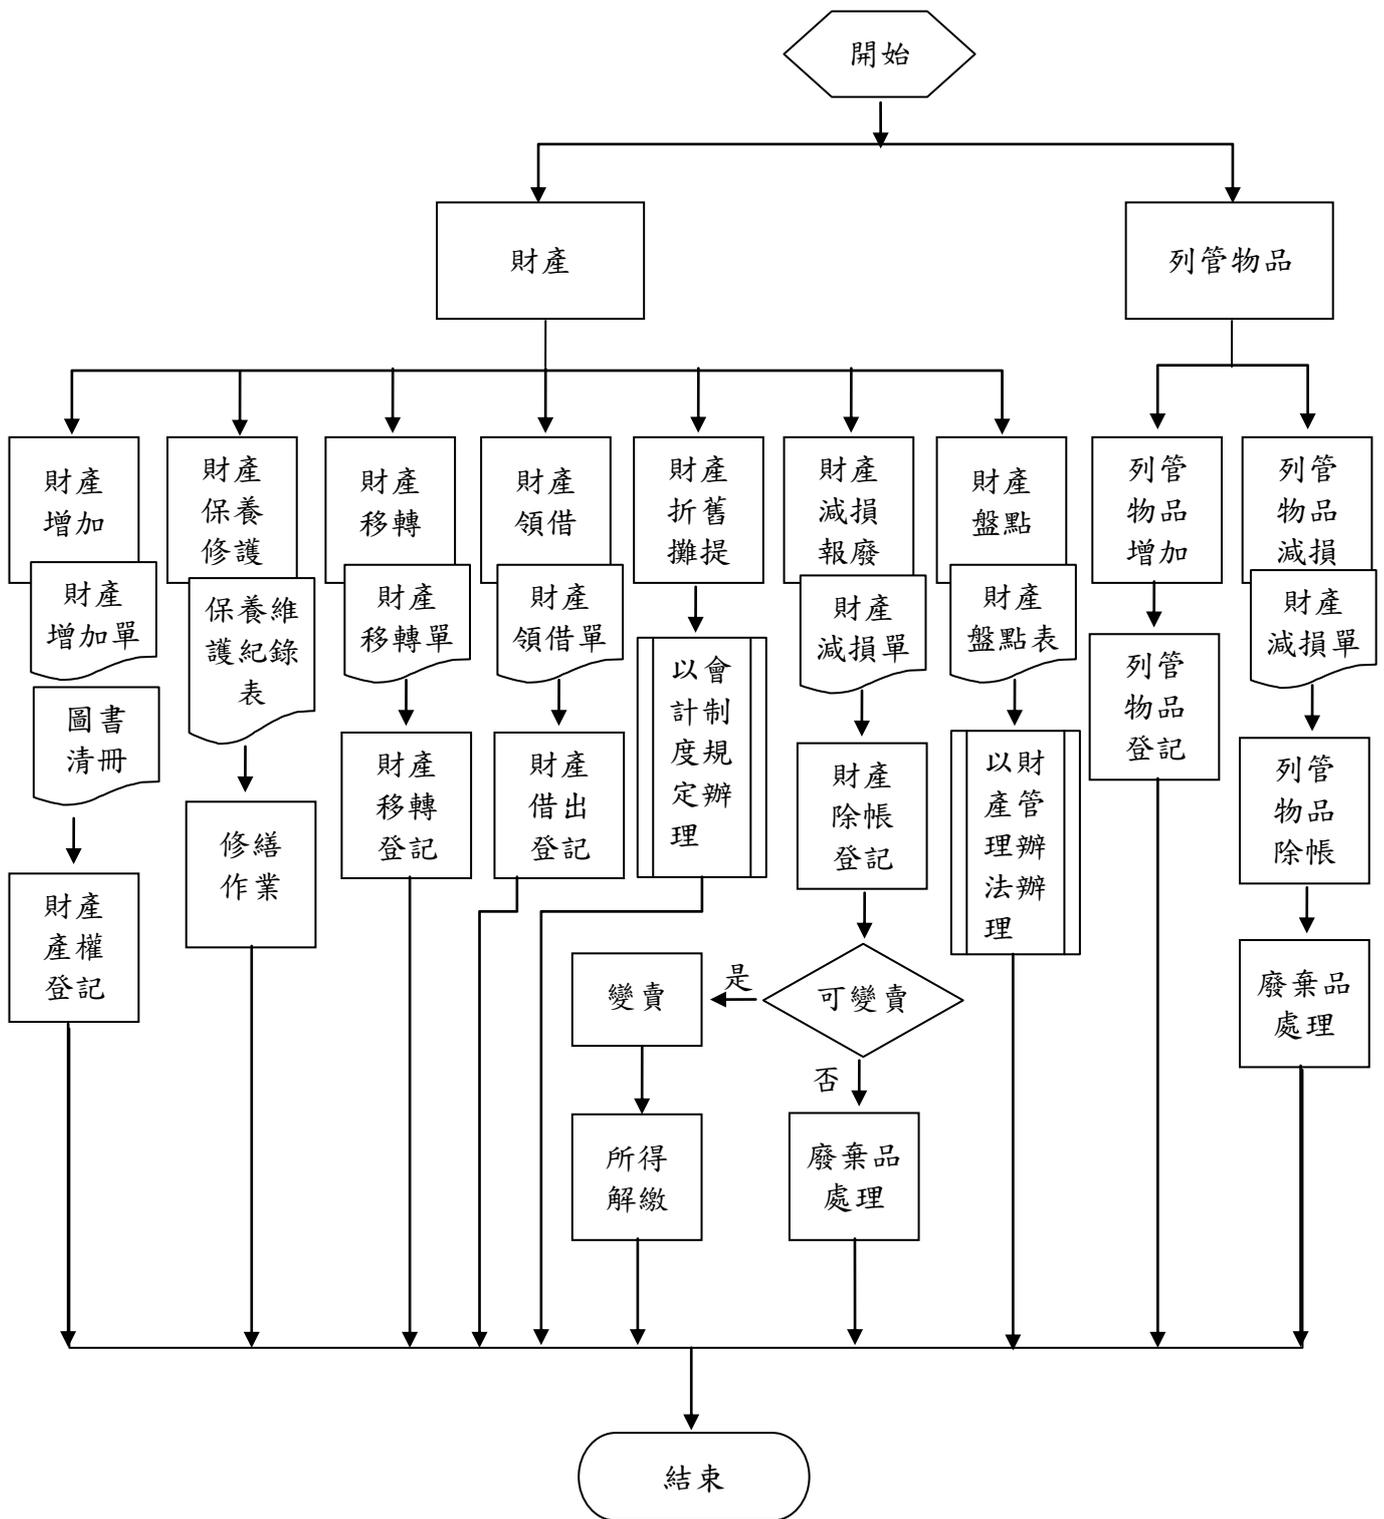 開始
財產
列管物品
財產
增加
財產
增加單
圖書
清冊
財產
產權
登記
財產
保養
修護
保養維
護紀錄
表
修繕
作業
財產
移轉
財產
移轉單
財產
移轉
登記
財產
領借
財產
領借單
財產
借出
登記
財產
折舊
攤提
以會
計制
度規
定辦
理
財產
減損
報廢
財產
減損單
財產
除帳
登記
可變賣
是
變賣
所得
解繳
否
廢棄品
處理
財產
盤點
財產
盤點表
以財
產管
理辦
法辦
理
列管
物品
增加
列管
物品
登記
列管
物品
減損
財產
減損單
列管
物品
除帳
廢棄品
處理
結束